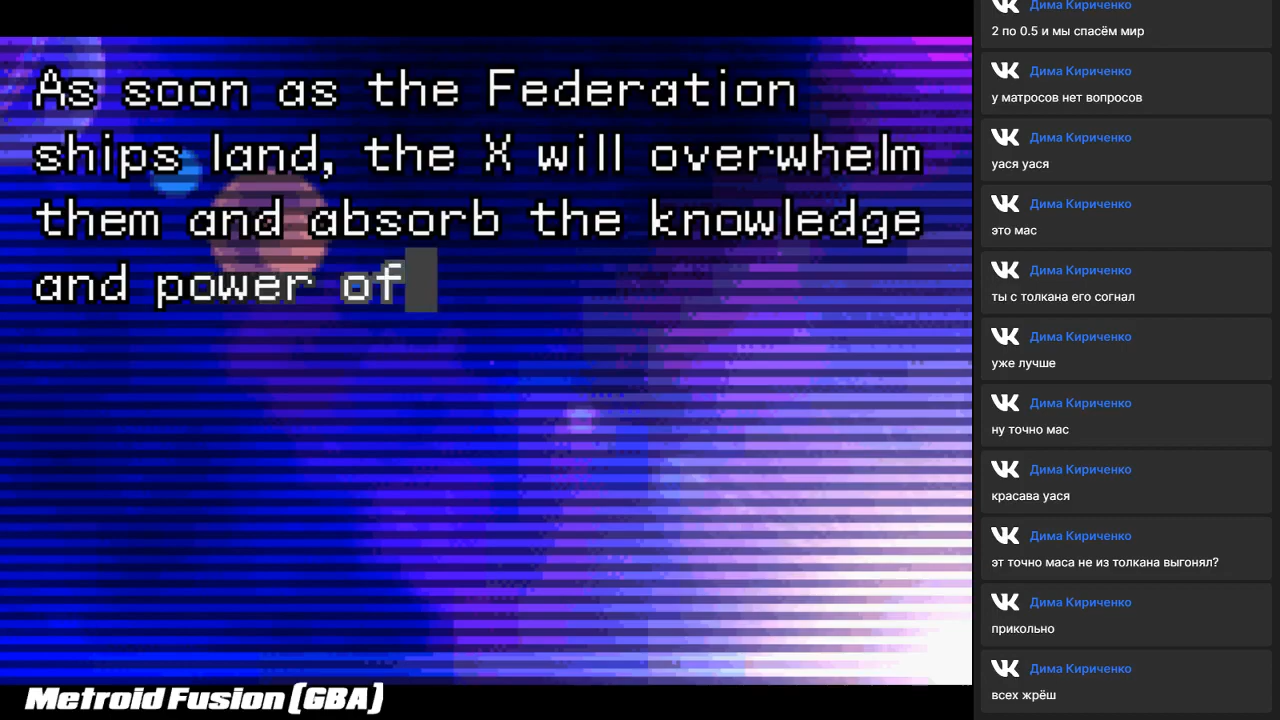 As soon as the Federation
ships land, the X will overwhelm
them and absorb the knowledge
and power of
Metroid Fusion (GBA)
Дима Кириченко
2 по 0.5 и мы спасём мир
Дима Кириченко
у матросов нет вопросов
Дима Кириченко
уася уася
Дима Кириченко
это мас
Дима Кириченко
ты с толкана его согнал
Дима Кириченко
уже лучше
Дима Кириченко
ну точно мас
Дима Кириченко
красава уася
Дима Кириченко
эт точно маса не из толкана выгонял?
Дима Кириченко
прикольно
Дима Кириченко
всех жрёш